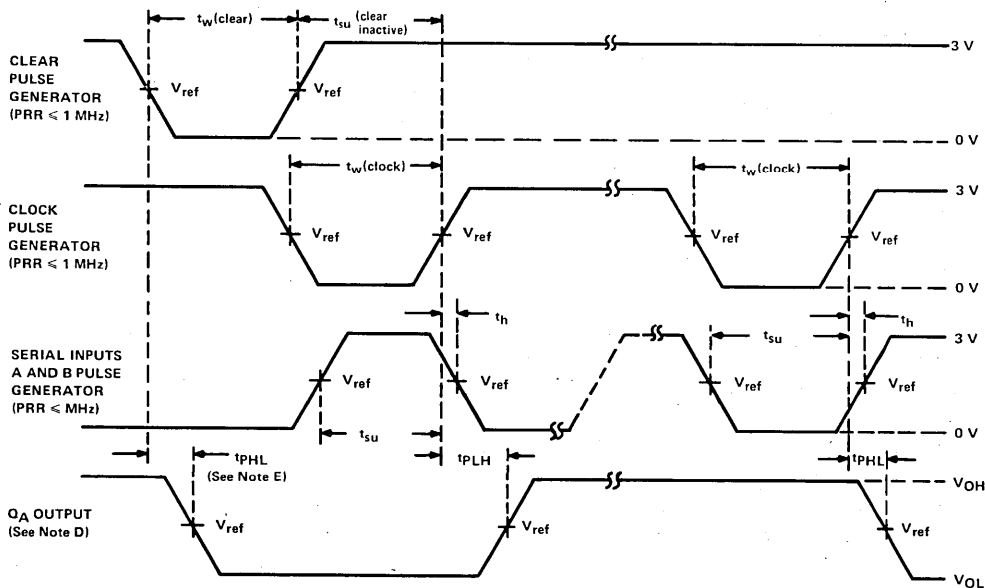 tw(clear)
tsu (clear inactive)
CLEAR
PULSE
GENERATOR
(PRR ≤ 1 MHz)
Vref
Vref
3 V
0 V
tw(clock)
tw(clock)
CLOCK
PULSE
GENERATOR
(PRR ≤ 1 MHz)
Vref
Vref
Vref
Vref
3 V
0 V
th
tsu
th
SERIAL INPUTS
A AND B PULSE
GENERATOR
(PRR ≤ MHz)
Vref
Vref
Vref
Vref
3 V
0 V
tsu
tPHL
(See Note E)
tPLH
tPHL
QA OUTPUT
(See Note D)
Vref
Vref
Vref
VOH
VOL